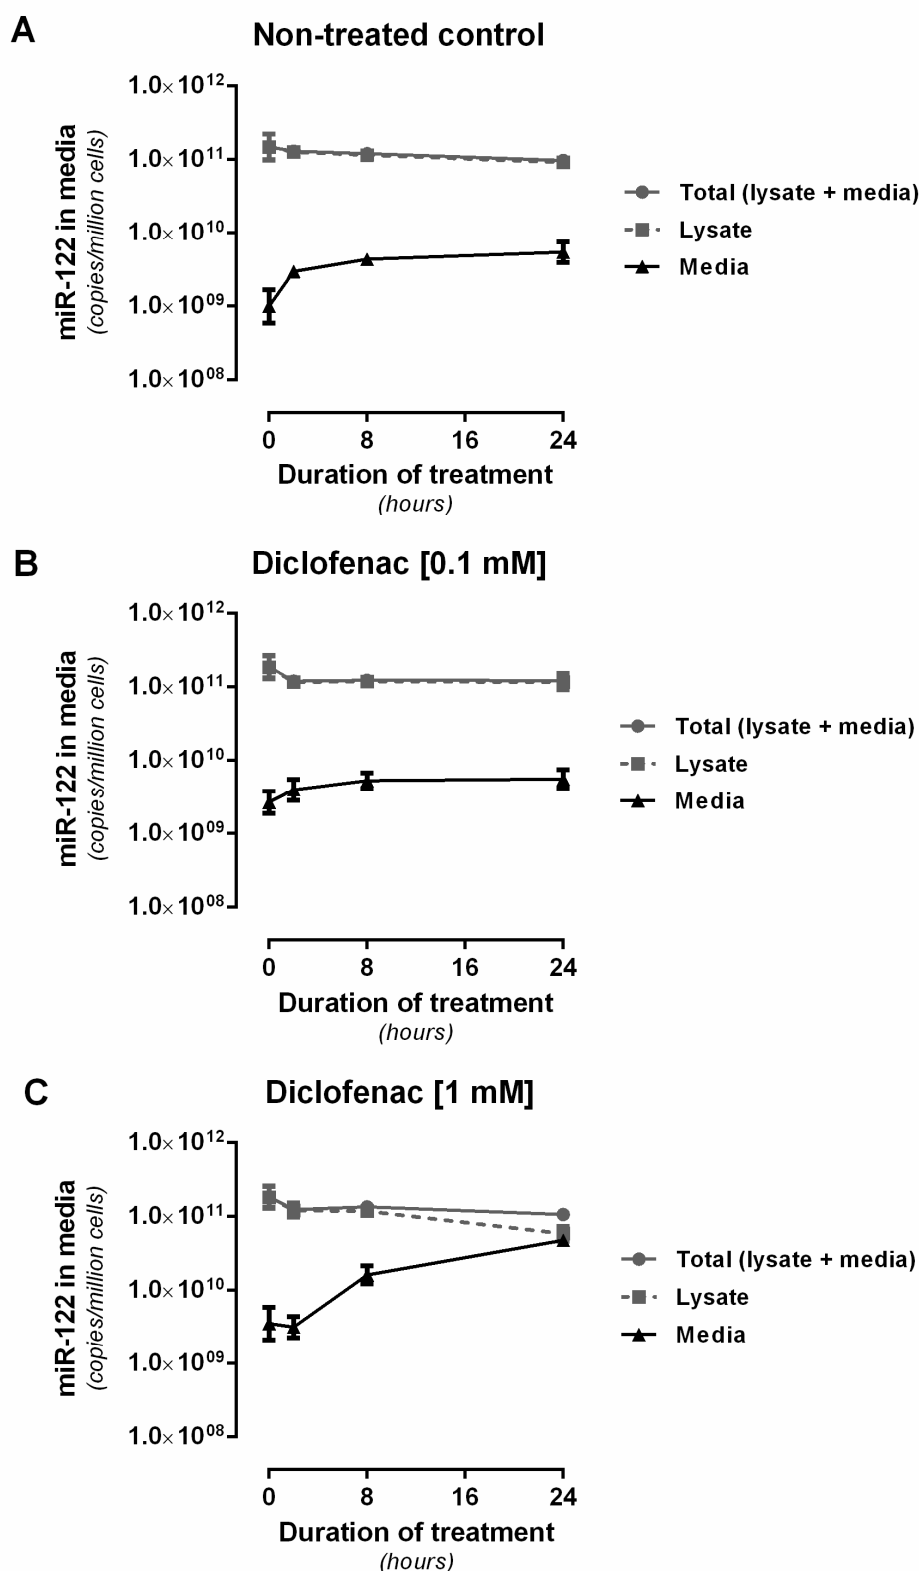 A
Non-treated control
miR-122 in media
(copies/million cells)
1.0× 10¹²
1.0× 10¹¹
1.0× 10¹⁰
1.0× 10⁰⁹
1.0× 10⁰⁸
0 8 16 24
Duration of treatment
(hours)
Total (lysate + media)
Lysate
Media
B
Diclofenac [0.1 mM]
miR-122 in media
(copies/million cells)
1.0× 10¹²
1.0× 10¹¹
1.0× 10¹⁰
1.0× 10⁰⁹
1.0× 10⁰⁸
0 8 16 24
Duration of treatment
(hours)
Total (lysate + media)
Lysate
Media
C
Diclofenac [1 mM]
miR-122 in media
(copies/million cells)
1.0× 10¹²
1.0× 10¹¹
1.0× 10¹⁰
1.0× 10⁰⁹
1.0× 10⁰⁸
0 8 16 24
Duration of treatment
(hours)
Total (lysate + media)
Lysate
Media